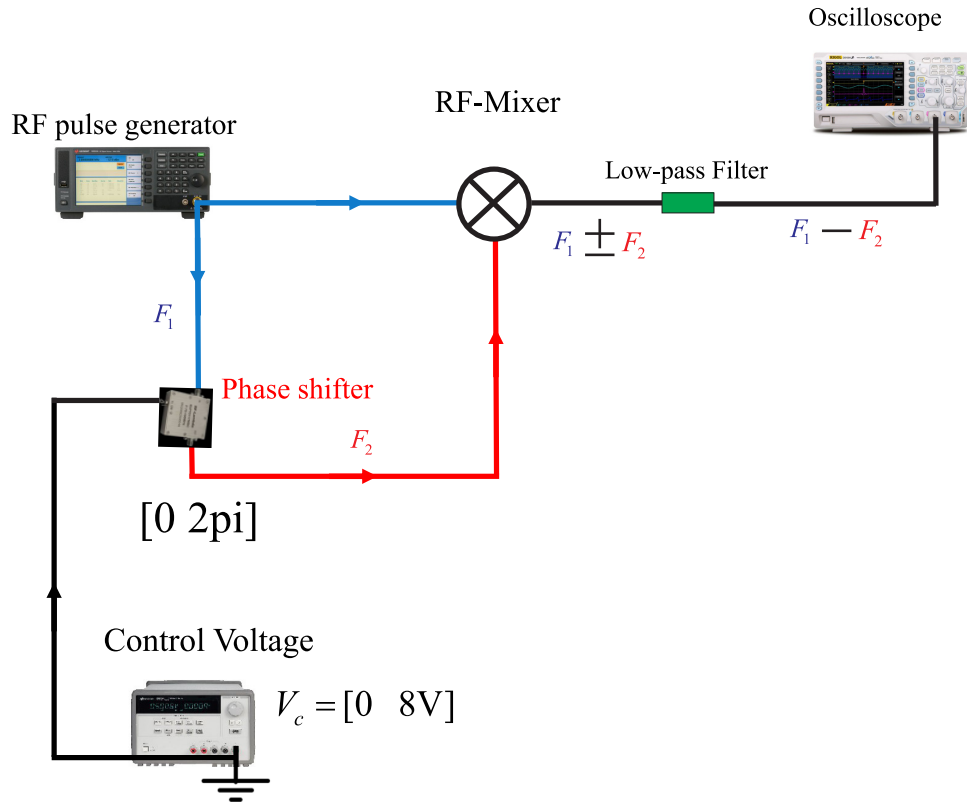 Oscilloscope
RF-Mixer
RF pulse generator
Low-pass Filter
F₁ ± F₂
F₁ − F₂
F₁
Phase shifter
F₂
[0 2pi]
Control Voltage
V_c = [0 8V]